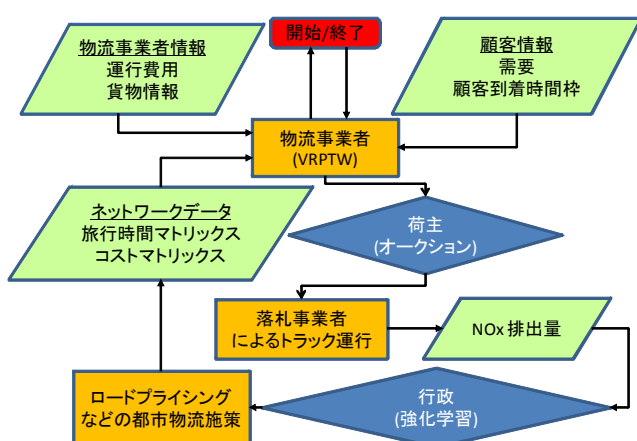 開始/終了
物流事業者情報
運行費用
貨物情報
顧客情報
需要
顧客到着時間枠
物流事業者
(VRPTW)
ネットワークデータ
旅行時間マトリックス
コストマトリックス
荷主
(オークション)
落札事業者
によるトラック運行
NOx 排出量
ロードプライシング
などの都市物流施策
行政
(強化学習)